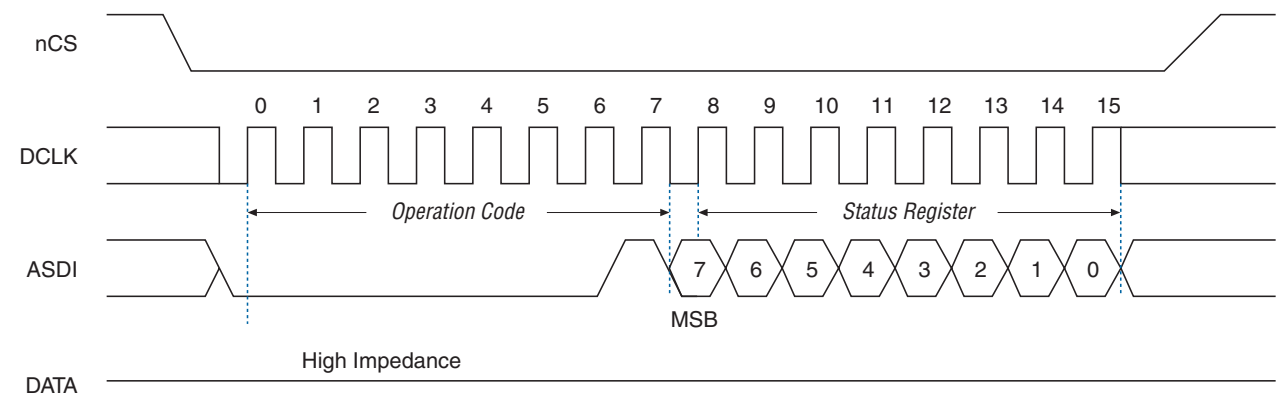 nCS
0 1 2 3 4 5 6 7 8 9 10 11 12 13 14 15
DCLK
Operation Code Status Register
ASDI 7 6 5 4 3 2 1 0
MSB
High Impedance
DATA